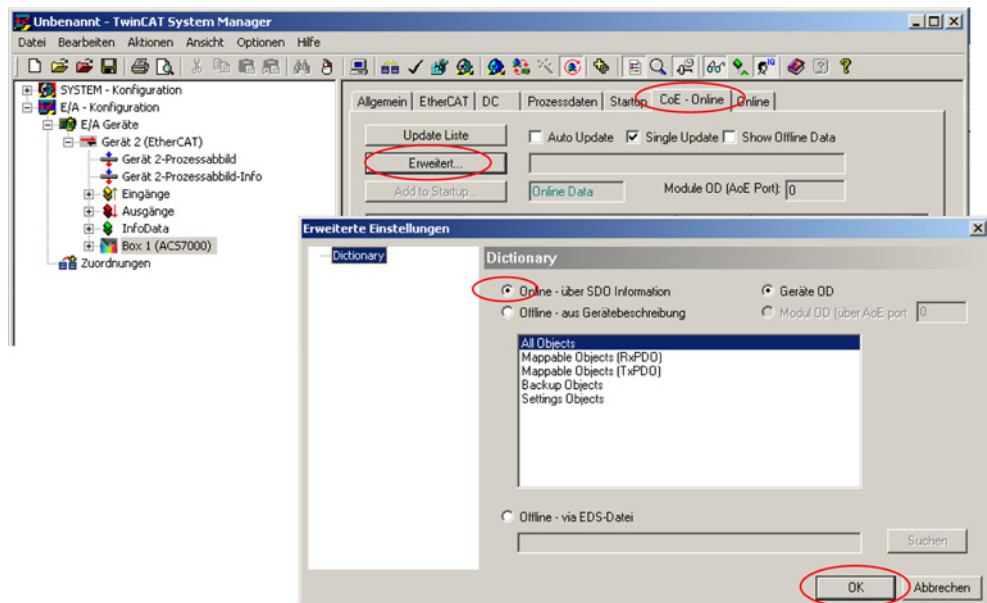 Unbenannt - TwinCAT System Manager
Datei Bearbeiten Aktionen Ansicht Optionen Hilfe
SYSTEM - Konfiguration
E/A - Konfiguration
E/A Geräte
Gerät 2 (EtherCAT)
Gerät 2-Prozessabbild
Gerät 2-Prozessabbild-Info
Eingänge
Ausgänge
InfoData
Box 1 (ACS7000)
Zuordnungen
Allgemein EtherCAT DC Prozessdaten Startup CoE - Online Online
Update Liste Auto Update Single Update Show Offline Data
Erweitert...
Add to Startup... Online Data Module OD (AoE Port): 0
Erweiterte Einstellungen
Dictionary
Dictionary
Online - über SDO Information Geräte OD
Offline - aus Gerätebeschreibung Modul OD (über AoE port 0
All Objects
Mappable Objects (RxPDO)
Mappable Objects (TxPDO)
Backup Objects
Settings Objects
Offline - via EDS-Datei
Suchen
OK Abbrechen